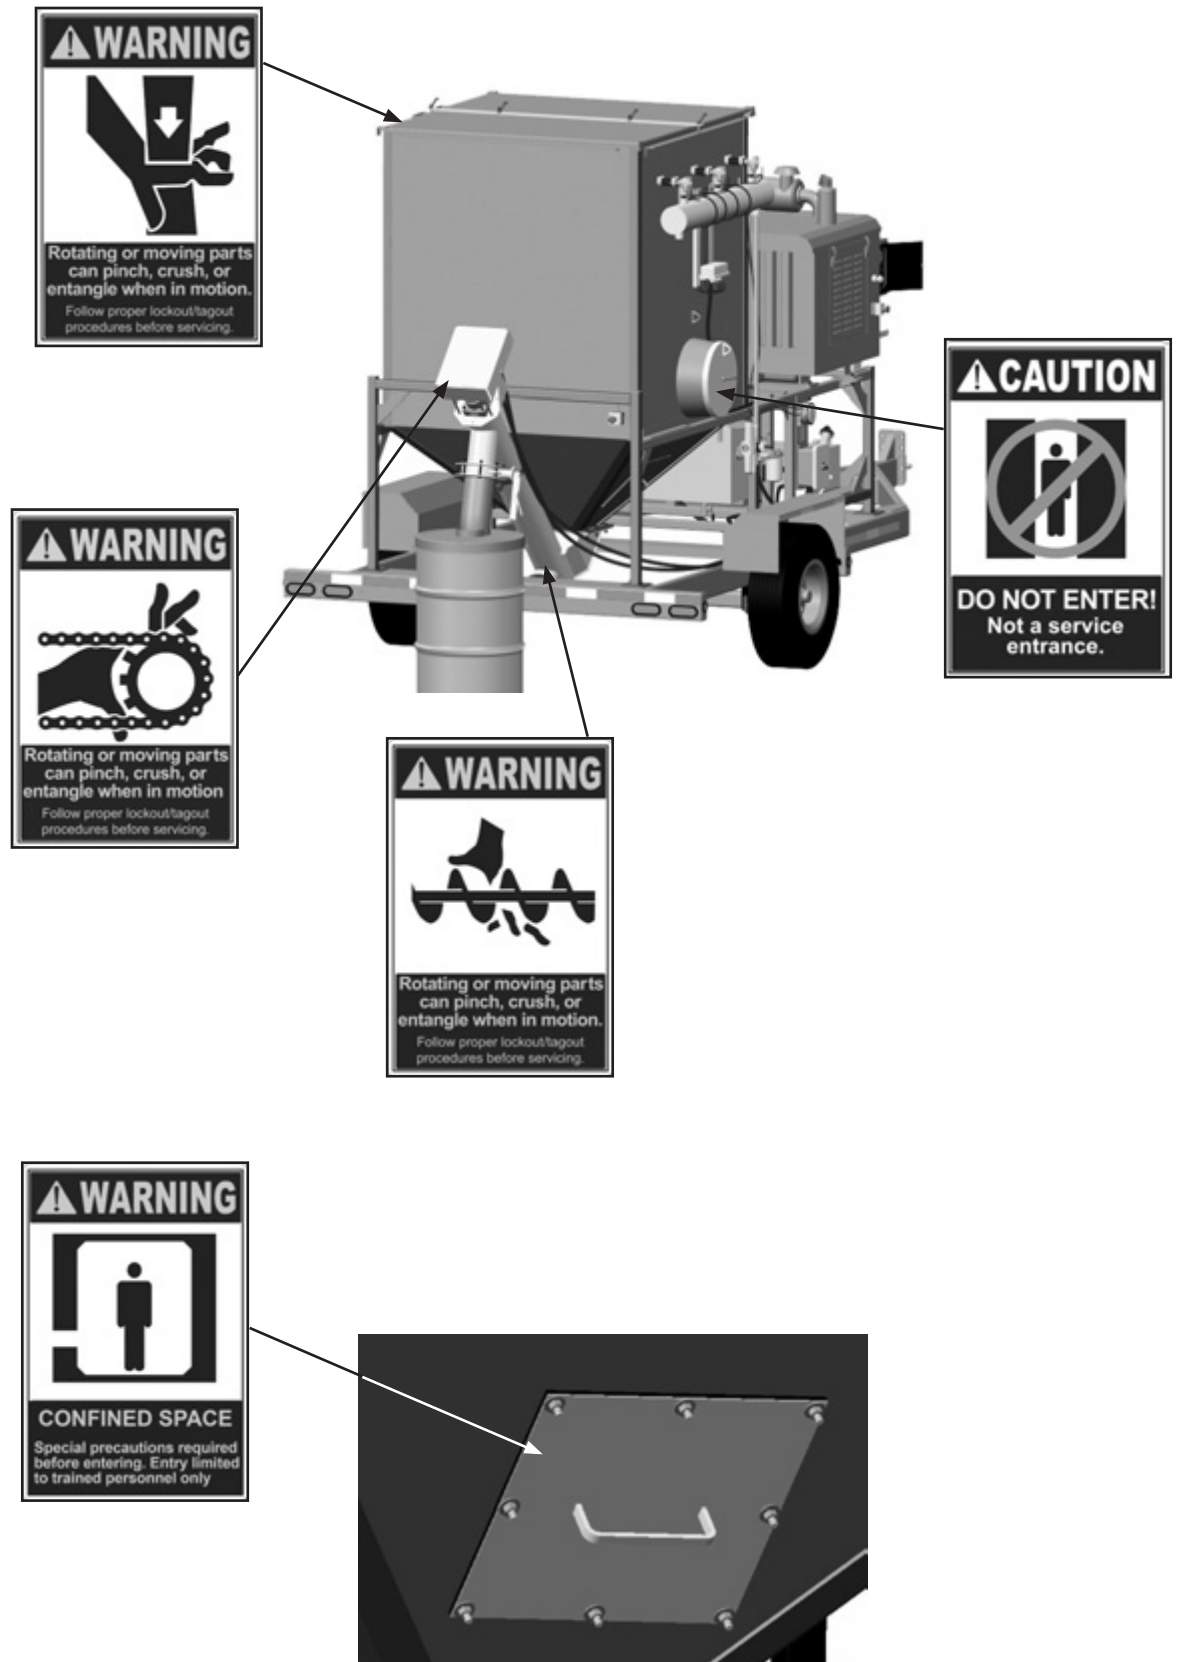 WARNING
Rotating or moving parts
can pinch, crush, or
entangle when in motion.
Follow proper lockout/tagout
procedures before servicing.
CAUTION
DO NOT ENTER!
Not a service
entrance.
WARNING
Rotating or moving parts
can pinch, crush, or
entangle when in motion
Follow proper lockout/tagout
procedures before servicing.
WARNING
Rotating or moving parts
can pinch, crush, or
entangle when in motion.
Follow proper lockout/tagout
procedures before servicing.
WARNING
CONFINED SPACE
Special precautions required
before entering. Entry limited
to trained personnel only